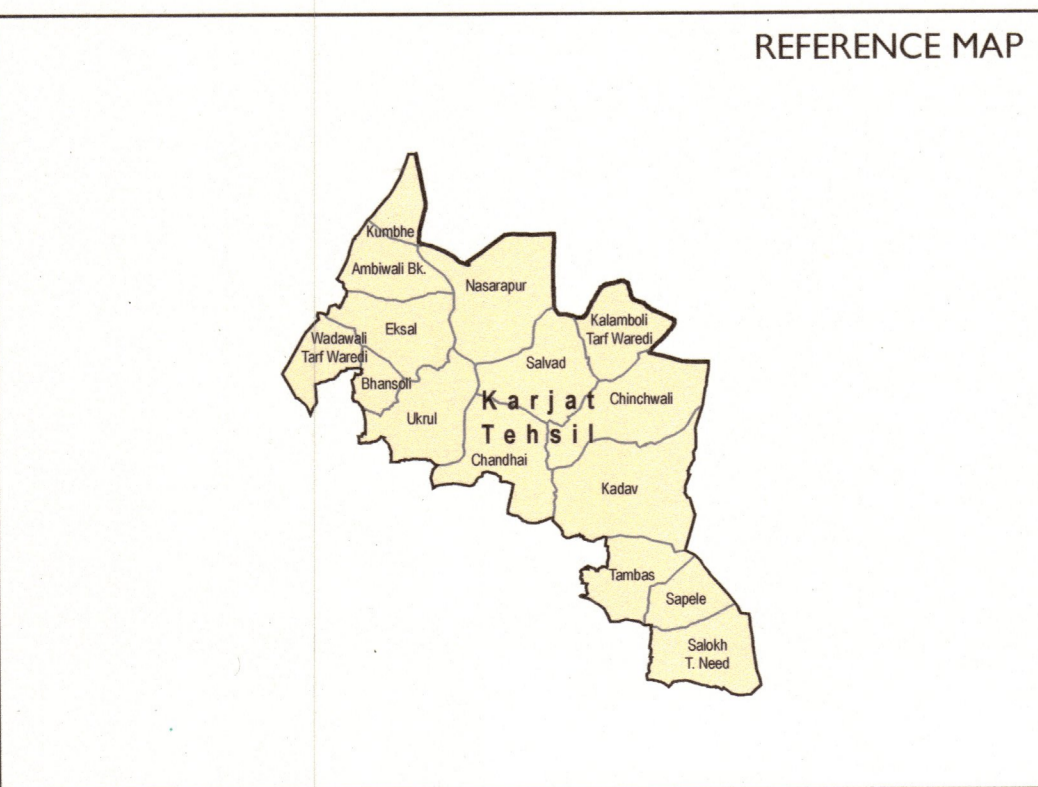 REFERENCE MAP
Kumbhe
Ambiwali Bk.
Nasarapur
Kalamboli
Tarf Waredi
Eksal
Wadawali
Tarf Waredi
Salvad
Bhansoli
Chinchwali
Karjat
Tehsil
Ukrul
Chandhai
Kadav
Tambas
Sapele
Salokh
T. Need